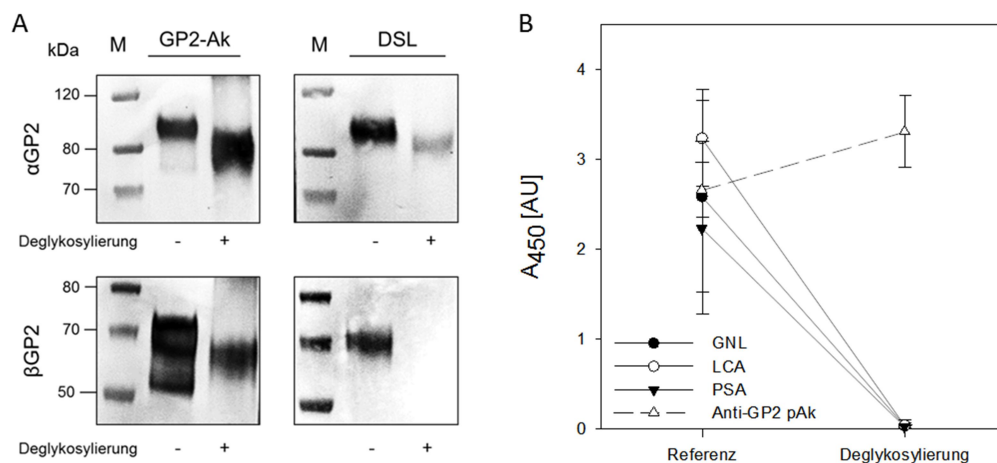 A
kDa
M
GP2-Ak
M
DSL
120
80
70
αGP2
Deglykosylierung - + - +
80
70
50
βGP2
Deglykosylierung - + - +
B
A450 [AU]
4
3
2
1
0
GNL
LCA
PSA
Anti-GP2 pAk
Referenz Deglykosylierung